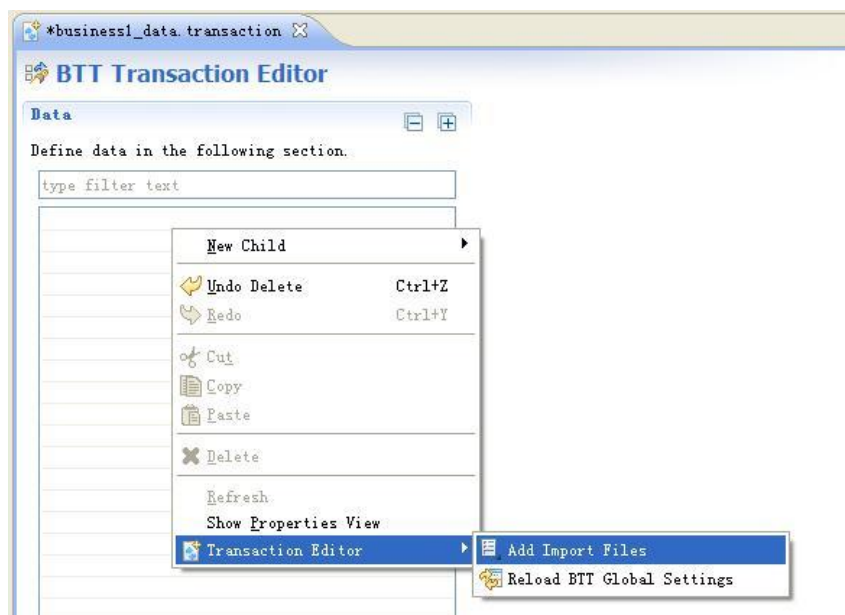 *business1_data.transaction
BTT Transaction Editor
Data
Define data in the following section.
type filter text
New Child
Undo Delete Ctrl+Z
Redo Ctrl+Y
Cut
Copy
Paste
Delete
Refresh
Show Properties View
Transaction Editor
Add Import Files
Reload BTT Global Settings